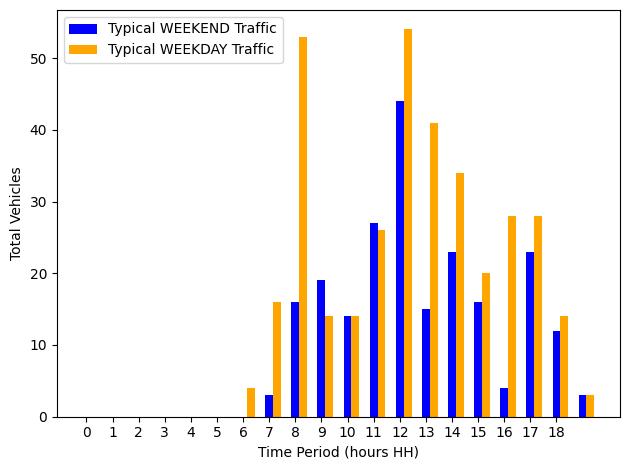 Typical WEEKEND Traffic
Typical WEEKDAY Traffic
50
40
30
20
10
0
Total Vehicles
0 1 2 3 4 5 6 7 8 9 10 11 12 13 14 15 16 17 18
Time Period (hours HH)